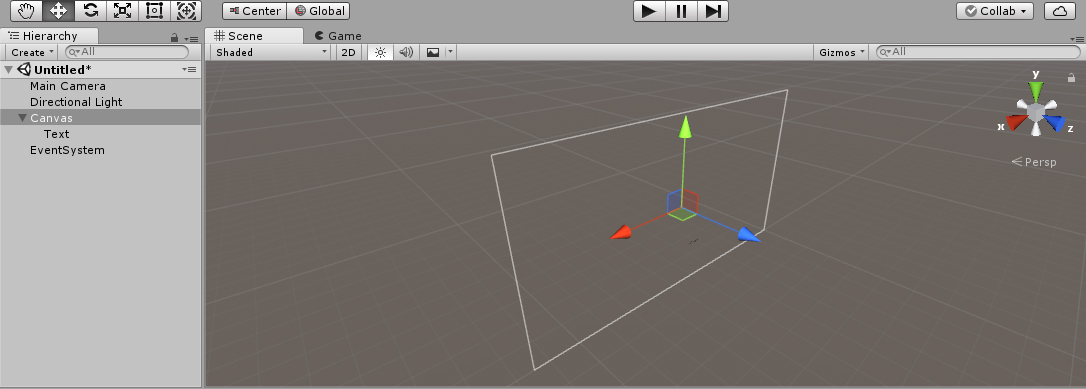 Center Global Collab
Hierarchy Scene Game
Create All Shaded 2D Gizmos All
Untitled*
Main Camera
Directional Light
Canvas
Text
EventSystem
y
x z
Persp